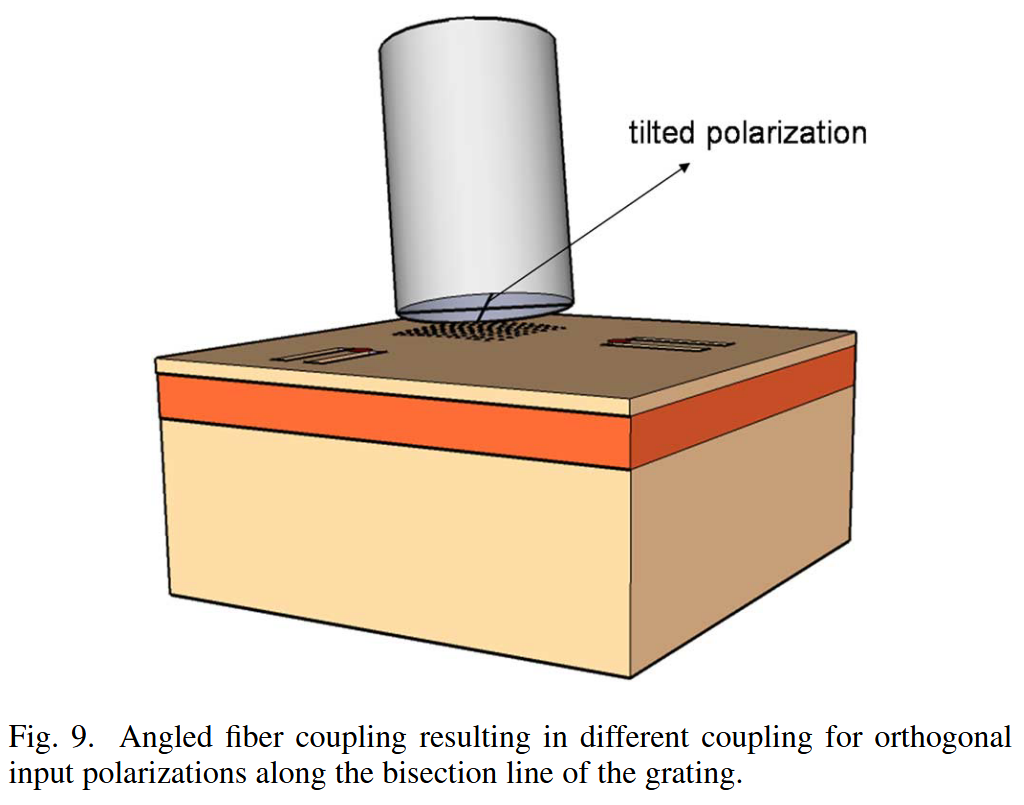 tilted polarization
Fig. 9. Angled fiber coupling resulting in different coupling for orthogonal
input polarizations along the bisection line of the grating.